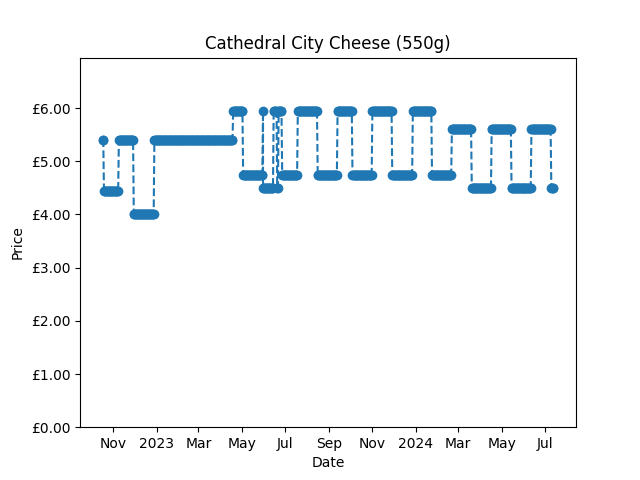 Cathedral City Cheese (550g)
£6.00
£5.00
£4.00
£3.00
£2.00
£1.00
£0.00
Price
Nov 2023 Mar May Jul Sep Nov 2024 Mar May Jul
Date